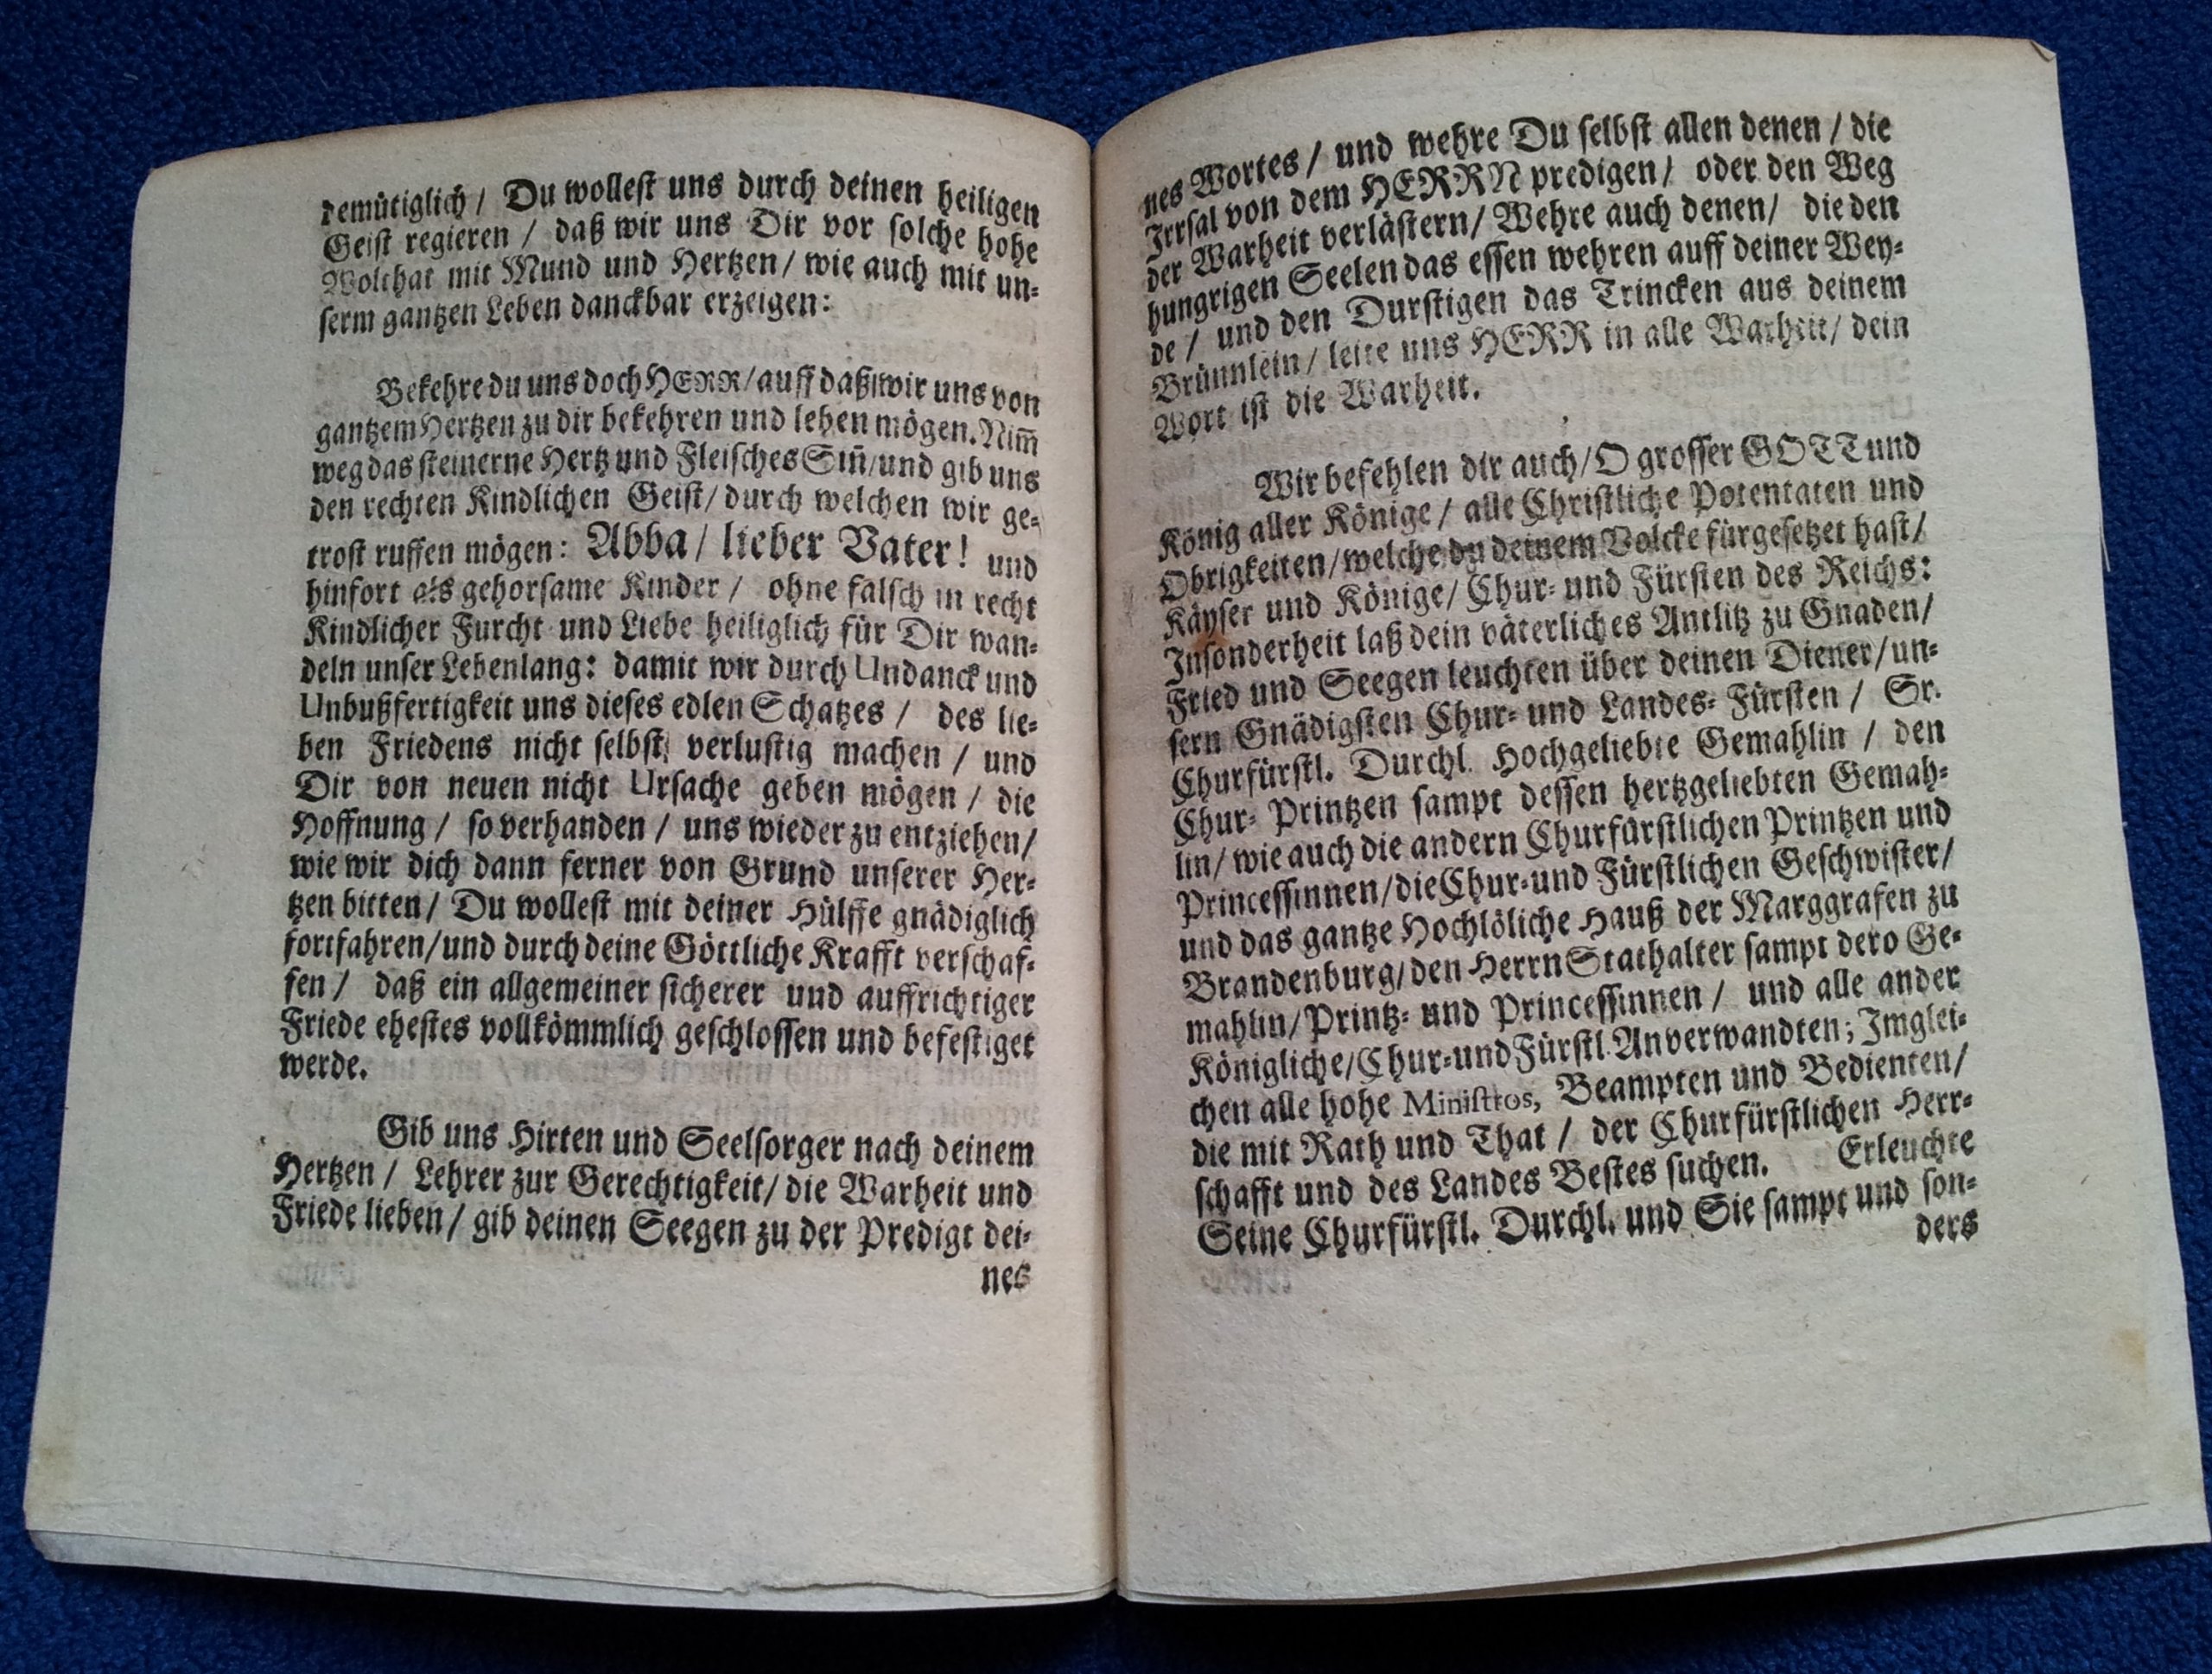 demütiglich / Du wollest uns durch deinen heiligen
Geist regieren / daß wir uns Dir vor solche hohe
Wolthat mit Mund und Hertzen / wie auch mit un-
serm gantzen Leben danckbar erzeigen:
Bekehre du uns doch HERR / auff daß wir uns von
gantzem Hertzen zu dir bekehren und leben mögen. Nim̃
weg das steinerne Hertz und Fleisches Siñ / und gib uns
den rechten Kindlichen Geist / durch welchen wir ge-
trost ruffen mögen: Abba / lieber Vater! und
hinfort als gehorsame Kinder / ohne falsch in recht
Kindlicher Furcht und Liebe heiliglich für Dir wan-
deln unser Lebenlang: damit wir durch Undanck und
Unbußfertigkeit uns dieses edlen Schatzes / des lie-
ben Friedens nicht selbst verlustig machen / und
Dir von neuen nicht Ursache geben mögen / die
Hoffnung / so verhanden / uns wieder zu entziehen /
wie wir dich dann ferner von Grund unserer Her-
tzen bitten / Du wollest mit deiner Hülffe gnädiglich
fortfahren / und durch deine Göttliche Krafft verschaf-
fen / daß ein allgemeiner sicherer und auffrichtiger
Friede ehestes vollkömmlich geschlossen und befestiget
werde.
Gib uns Hirten und Seelsorger nach deinem
Hertzen / Lehrer zur Gerechtigkeit / die Warheit und
Friede lieben / gib deinen Seegen zu der Predigt dei-
nes
nes Wortes / und wehre Du selbst allen denen / die
Irrsal von dem HERRN predigen / oder den Weg
der Warheit verlästern / Wehre auch denen / die den
hungrigen Seelen das essen wehren auff deiner Wey-
de / und den Durstigen das Trincken aus deinem
Brünnlein / leite uns HERR in alle Warheit / dein
Wort ist die Warheit.
Wir befehlen dir auch / O grosser GOTT und
König aller Könige / alle Christliche Potentaten und
Obrigkeiten / welche du deinem Volcke fürgesetzet hast /
Käyser und Könige / Chur- und Fürsten des Reichs:
Insonderheit laß dein väterliches Antlitz zu Gnaden /
Fried und Seegen leuchten über deinen Diener / un-
sern Gnädigsten Chur- und Landes- Fürsten / Sr.
Churfürstl. Durchl. Hochgeliebte Gemahlin / den
Chur- Printzen sampt dessen hertzgeliebten Gemah-
lin / wie auch die andern Churfürstlichen Printzen und
Princessinnen / die Chur- und Fürstlichen Geschwister /
und das gantze Hochlöliche Hauß der Marggrafen zu
Brandenburg / den Herrn Stathalter sampt dero Ge-
mahlin / Printz- und Princessinnen / und alle ander
Königliche / Chur- und Fürstl. Anverwandten; Imglei-
chen alle hohe Ministros, Beampten und Bedienten /
die mit Rath und That / der Churfürstlichen Herr-
schafft und des Landes Bestes suchen. Erleuchte
Seine Churfürstl. Durchl. und Sie sampt und son-
ders